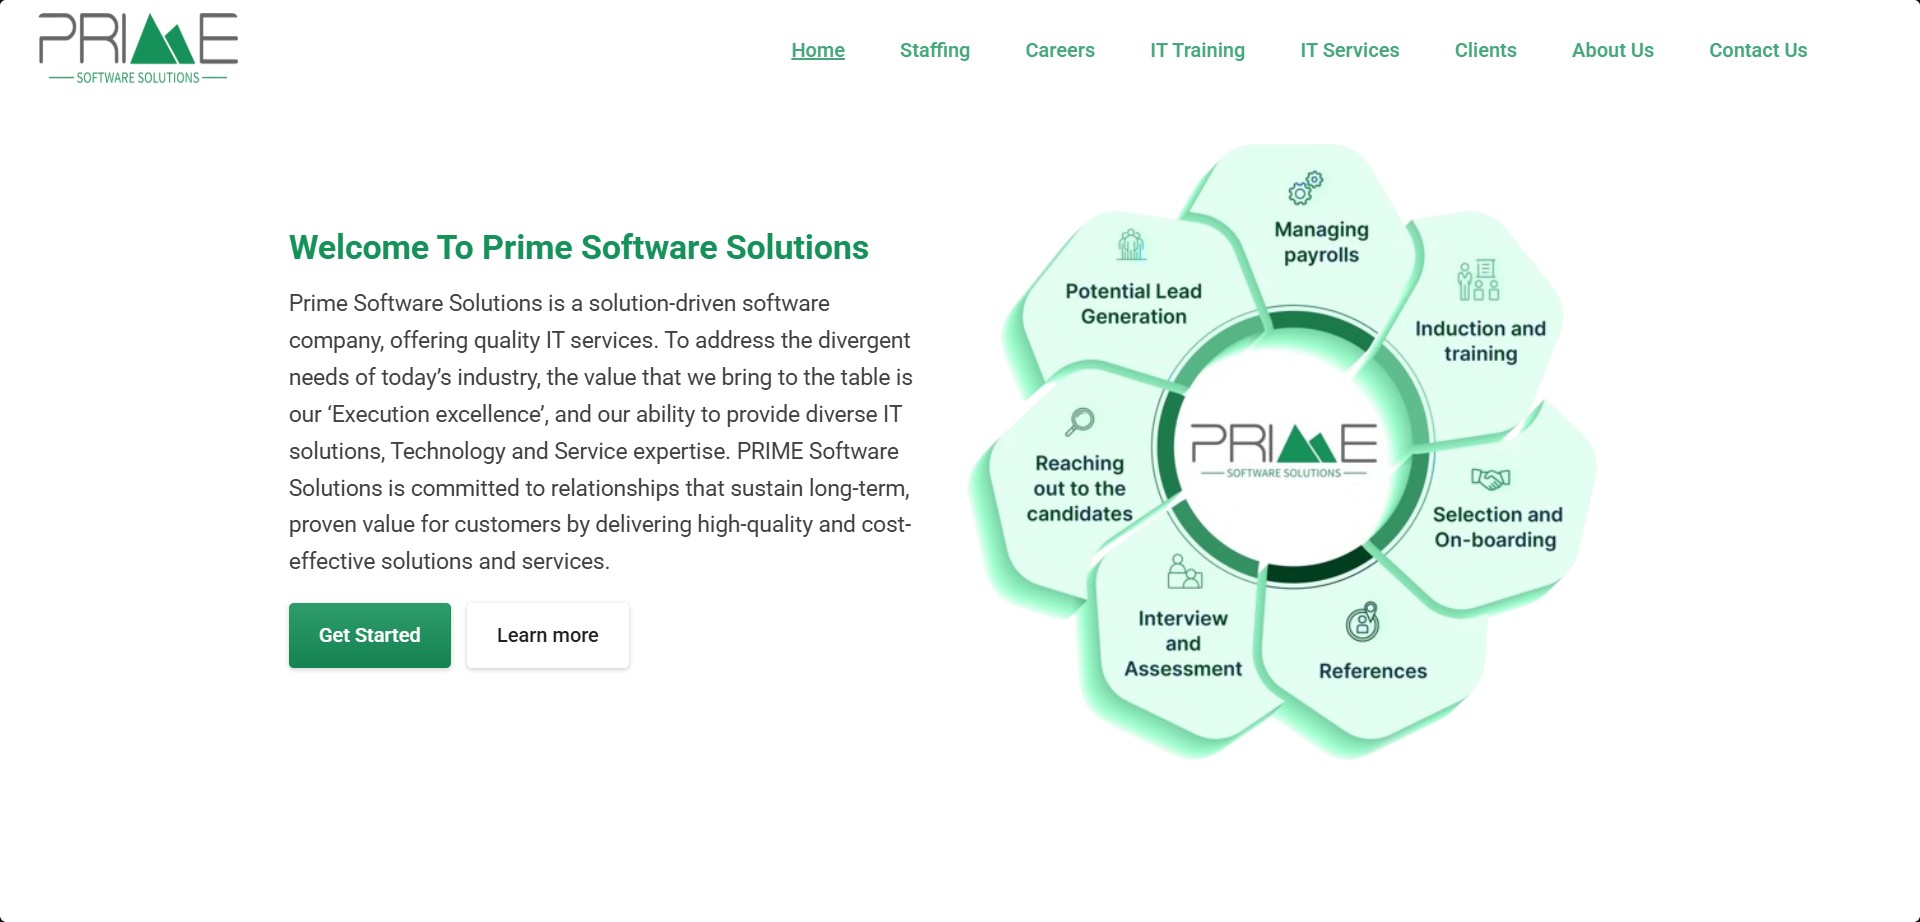 PRIME
SOFTWARE SOLUTIONS
Home Staffing Careers IT Training IT Services Clients About Us Contact Us
Welcome To Prime Software Solutions
Prime Software Solutions is a solution-driven software
company, offering quality IT services. To address the divergent
needs of today’s industry, the value that we bring to the table is
our ‘Execution excellence’, and our ability to provide diverse IT
solutions, Technology and Service expertise. PRIME Software
Solutions is committed to relationships that sustain long-term,
proven value for customers by delivering high-quality and cost-
effective solutions and services.
Get Started
Learn more
Managing
payrolls
Induction and
training
Selection and
On-boarding
References
Interview
and
Assessment
Reaching
out to the
candidates
Potential Lead
Generation
PRIME
SOFTWARE SOLUTIONS